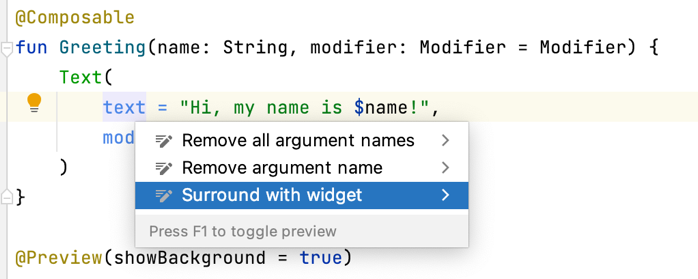 @Composable
fun Greeting(name: String, modifier: Modifier = Modifier) {
Text(
text = "Hi, my name is $name!",
mod
Remove all argument names
Remove argument name
)
Surround with widget
}
Press F1 to toggle preview
@Preview(showBackground = true)